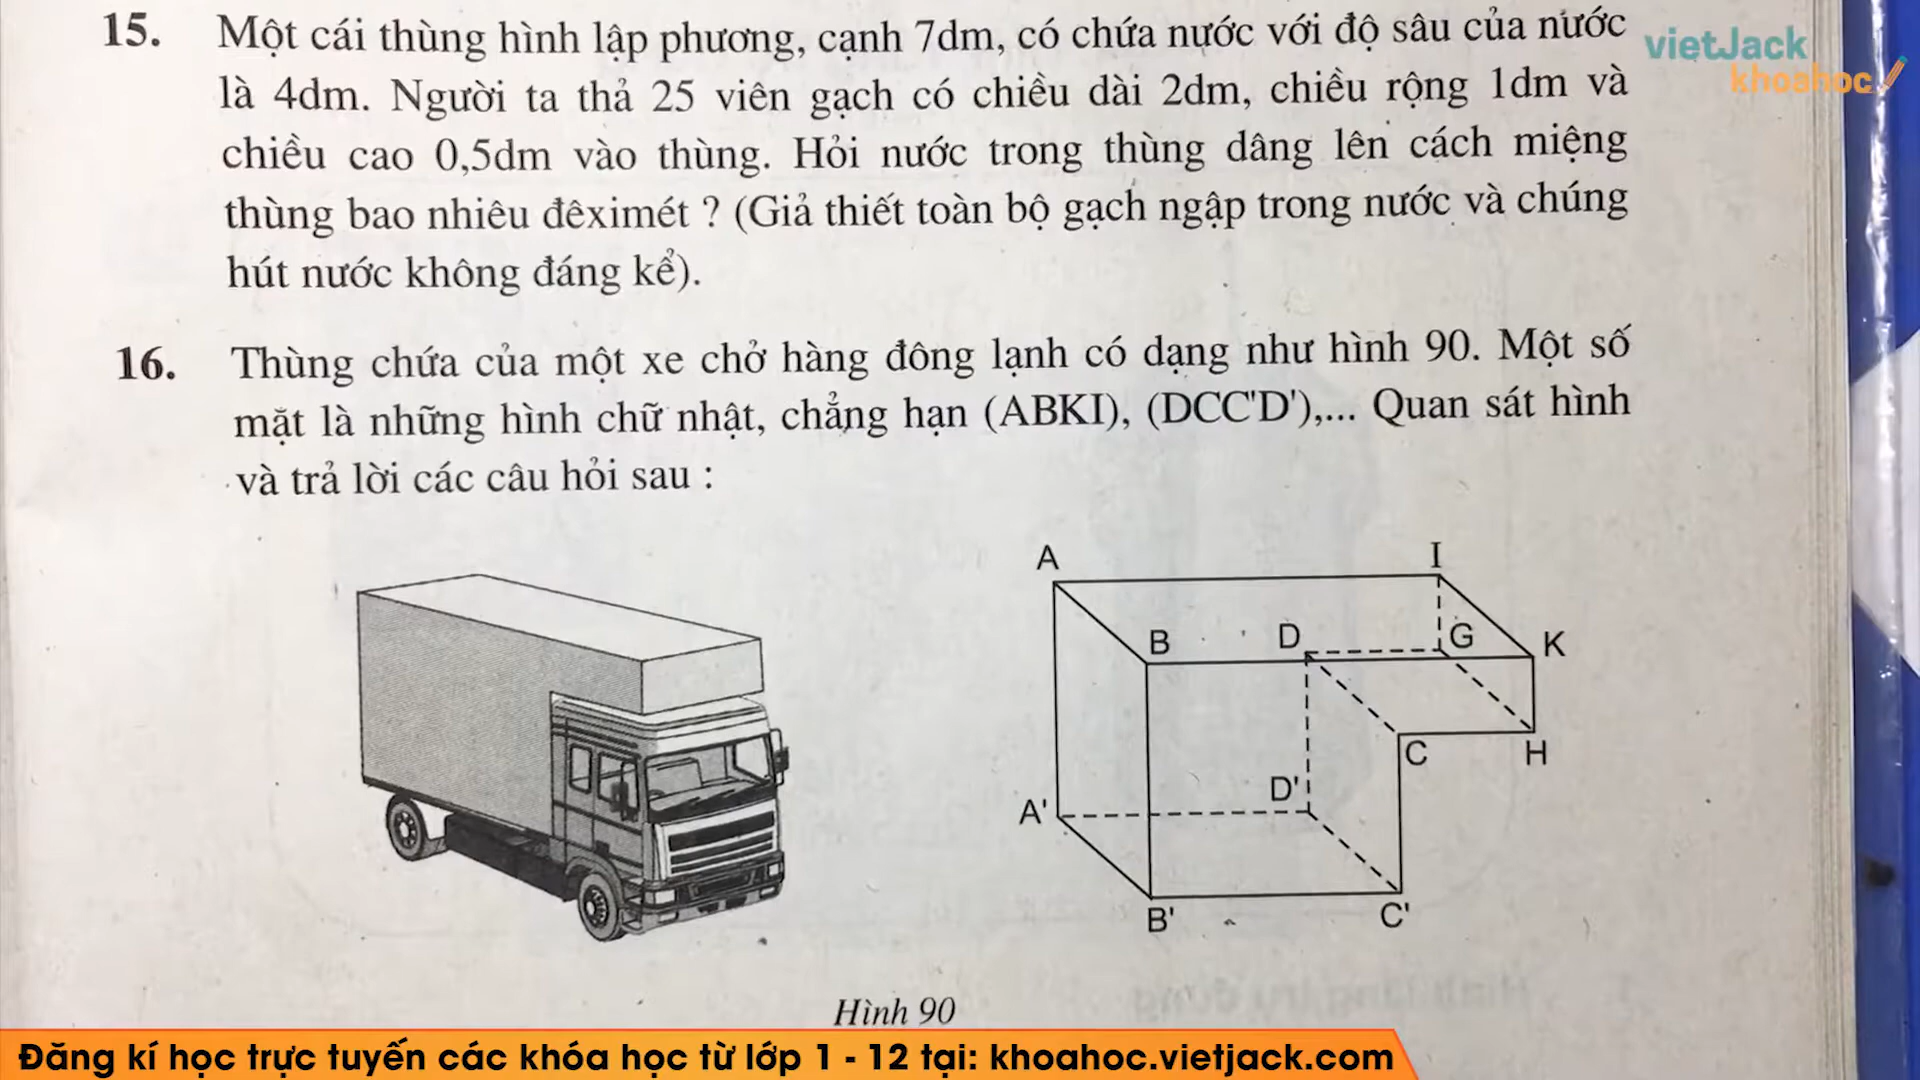 15. Một cái thùng hình lập phương, cạnh 7dm, có chứa nước với độ sâu của nước
là 4dm. Người ta thả 25 viên gạch có chiều dài 2dm, chiều rộng 1dm và
chiều cao 0,5dm vào thùng. Hỏi nước trong thùng dâng lên cách miệng
thùng bao nhiêu đêximét ? (Giả thiết toàn bộ gạch ngập trong nước và chúng
hút nước không đáng kể).
vietJack
khoahoc
16. Thùng chứa của một xe chở hàng đông lạnh có dạng như hình 90. Một số
mặt là những hình chữ nhật, chẳng hạn (ABKI), (DCC'D'),... Quan sát hình
và trả lời các câu hỏi sau :
A I
B D G K
C H
A' D'
B' C'
Hình 90
Đăng kí học trực tuyến các khóa học từ lớp 1 - 12 tại: khoahoc.vietjack.com